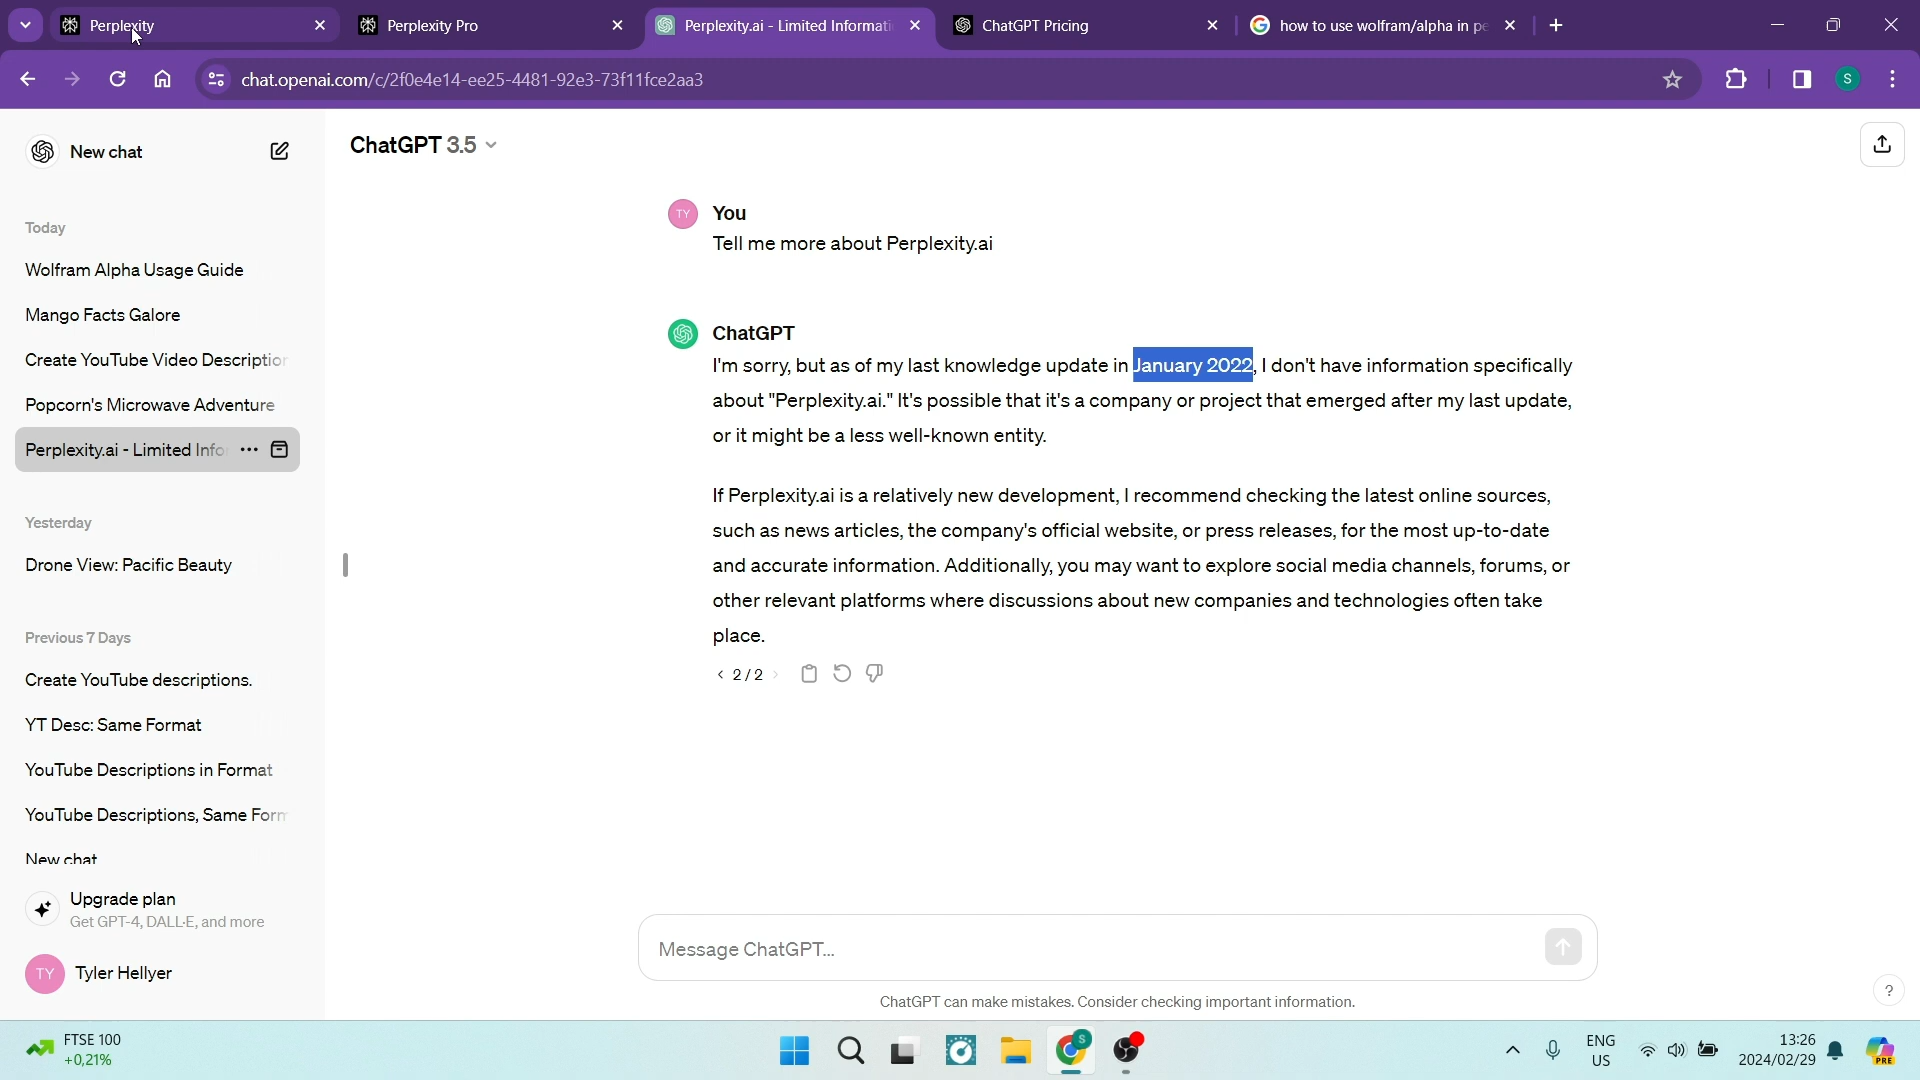 Perplexity
Perplexity Pro
Perplexity.ai - Limited Informati
ChatGPT Pricing
how to use wolfram/alpha in pe
chat.openai.com/c/2f0e4e14-ee25-4481-92e3-73f11fce2aa3
S
New chat
ChatGPT 3.5
Today
Wolfram Alpha Usage Guide
Mango Facts Galore
Create YouTube Video Description
Popcorn's Microwave Adventure
Perplexity.ai - Limited Info
Yesterday
Drone View: Pacific Beauty
Previous 7 Days
Create YouTube descriptions.
YT Desc: Same Format
YouTube Descriptions in Format
YouTube Descriptions, Same Form
New chat
Upgrade plan
Get GPT-4, DALL·E, and more
TY
Tyler Hellyer
TY
You
Tell me more about Perplexity.ai
ChatGPT
I'm sorry, but as of my last knowledge update in January 2022, I don't have information specifically
about "Perplexity.ai." It's possible that it's a company or project that emerged after my last update,
or it might be a less well-known entity.
If Perplexity.ai is a relatively new development, I recommend checking the latest online sources,
such as news articles, the company's official website, or press releases, for the most up-to-date
and accurate information. Additionally, you may want to explore social media channels, forums, or
other relevant platforms where discussions about new companies and technologies often take
place.
2 / 2
Message ChatGPT...
ChatGPT can make mistakes. Consider checking important information.
?
FTSE 100
+0,21%
S
ENG
US
13:26
2024/02/29
PRE